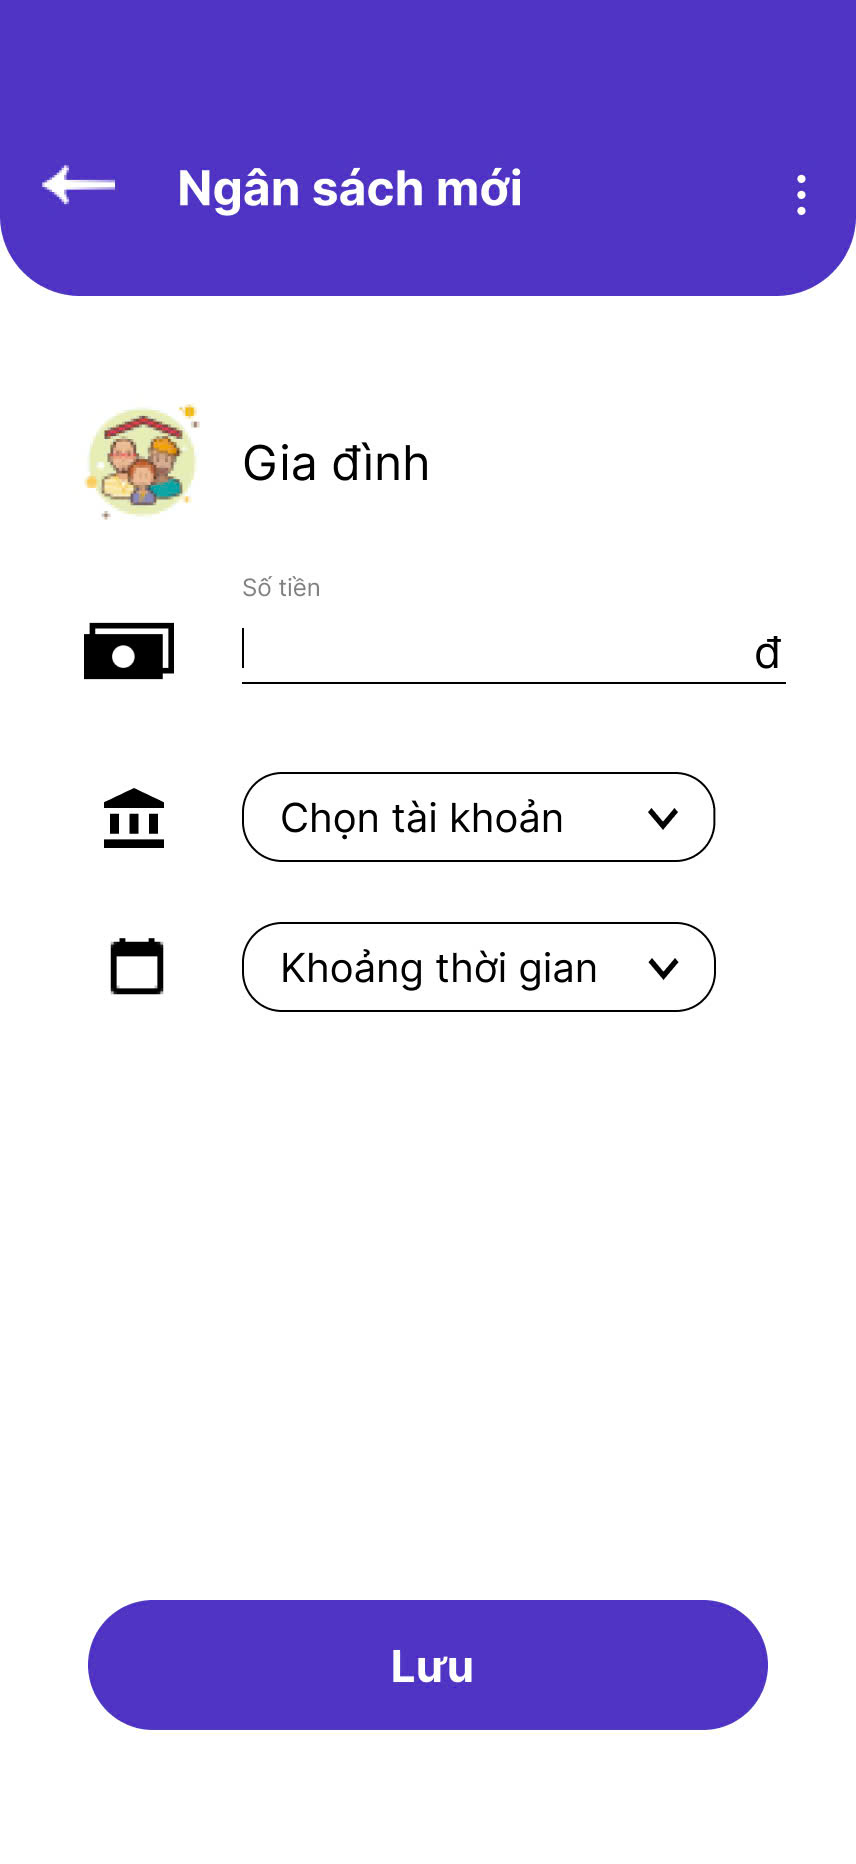 Ngân sách mới
Gia đình
Số tiền
đ
Chọn tài khoản
Khoảng thời gian
Lưu